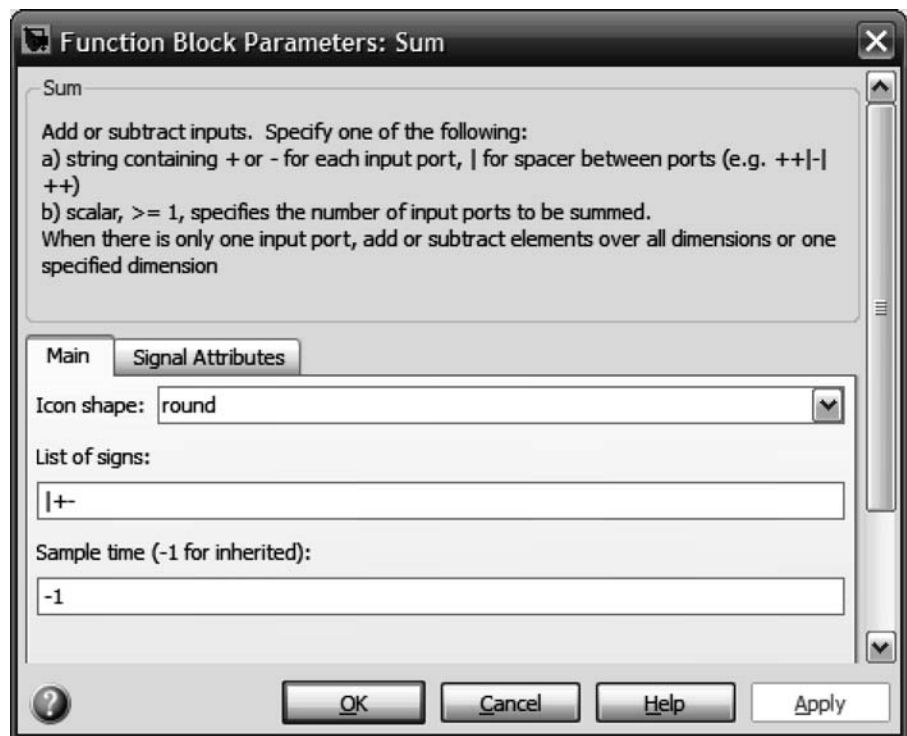 Function Block Parameters: Sum
Sum
Add or subtract inputs.  Specify one of the following:
a) string containing + or - for each input port, | for spacer between ports (e.g. ++|-|
++)
b) scalar, >= 1, specifies the number of input ports to be summed.
When there is only one input port, add or subtract elements over all dimensions or one
specified dimension
Main Signal Attributes
Icon shape: round
List of signs:
|+-
Sample time (-1 for inherited):
-1
? OK Cancel Help Apply